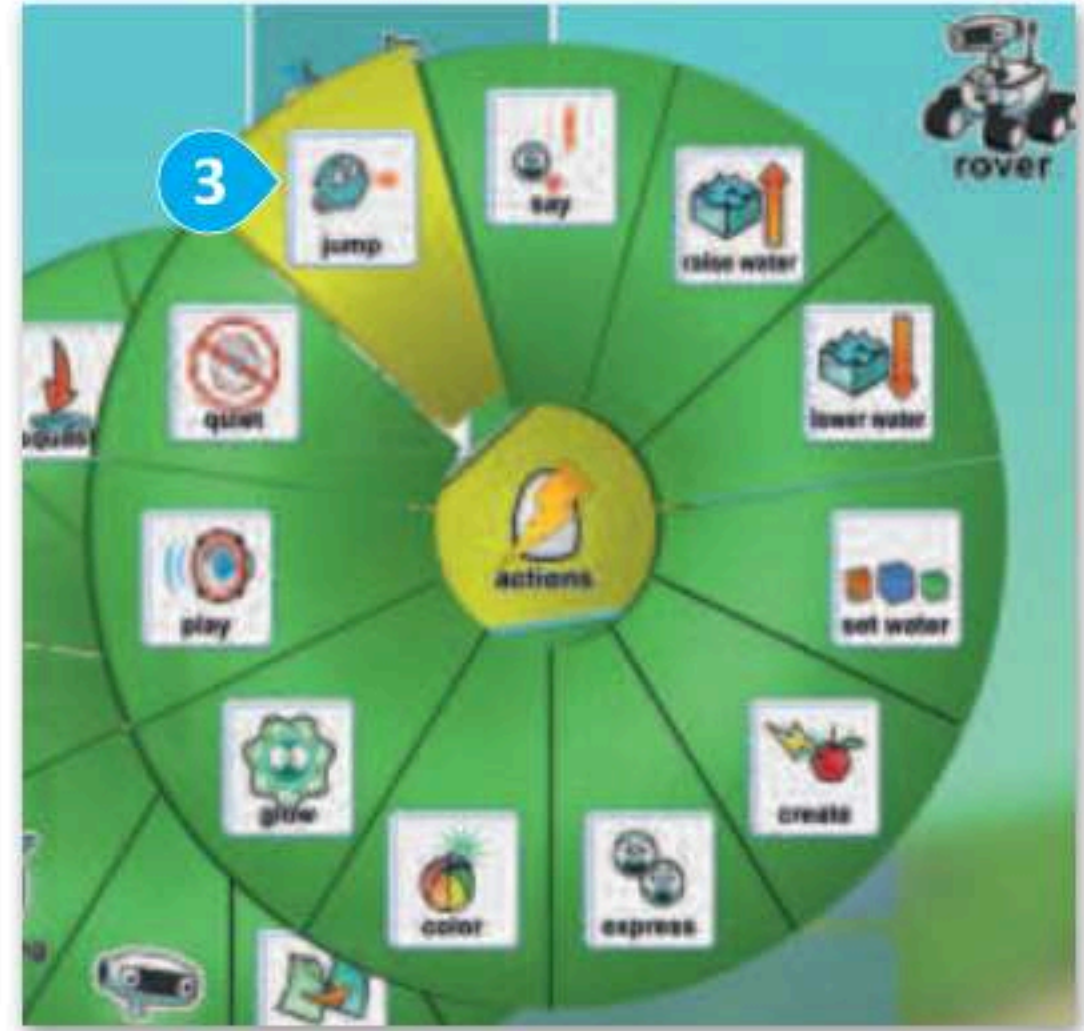 rover
3
jump
say
raise water
lower water
set water
create
express
color
glow
play
quiet
actions